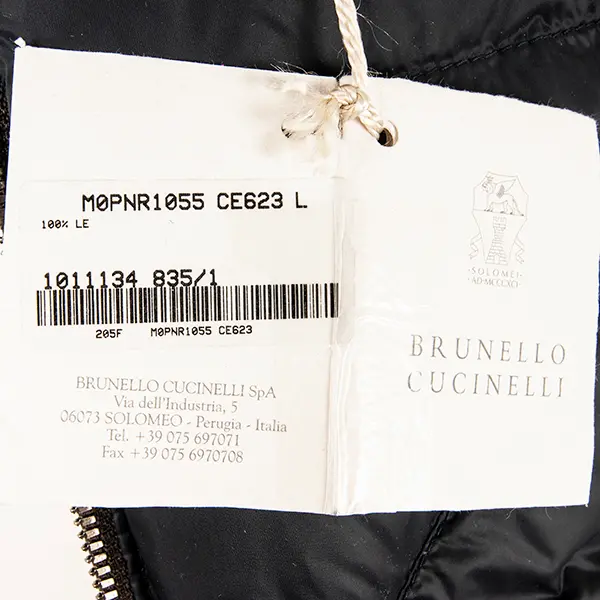 M0PNR1055 CE623 L
100% LE
1011134 835/1
205F M0PNR1055 CE623
BRUNELLO CUCINELLI SpA
Via dell'Industria, 5
06073 SOLOMEO - Perugia - Italia
Tel. +39 075 697071
Fax +39 075 6970708
·SOLOMEI·
·AD·MCCCXCI·
BRUNELLO
CUCINELLI